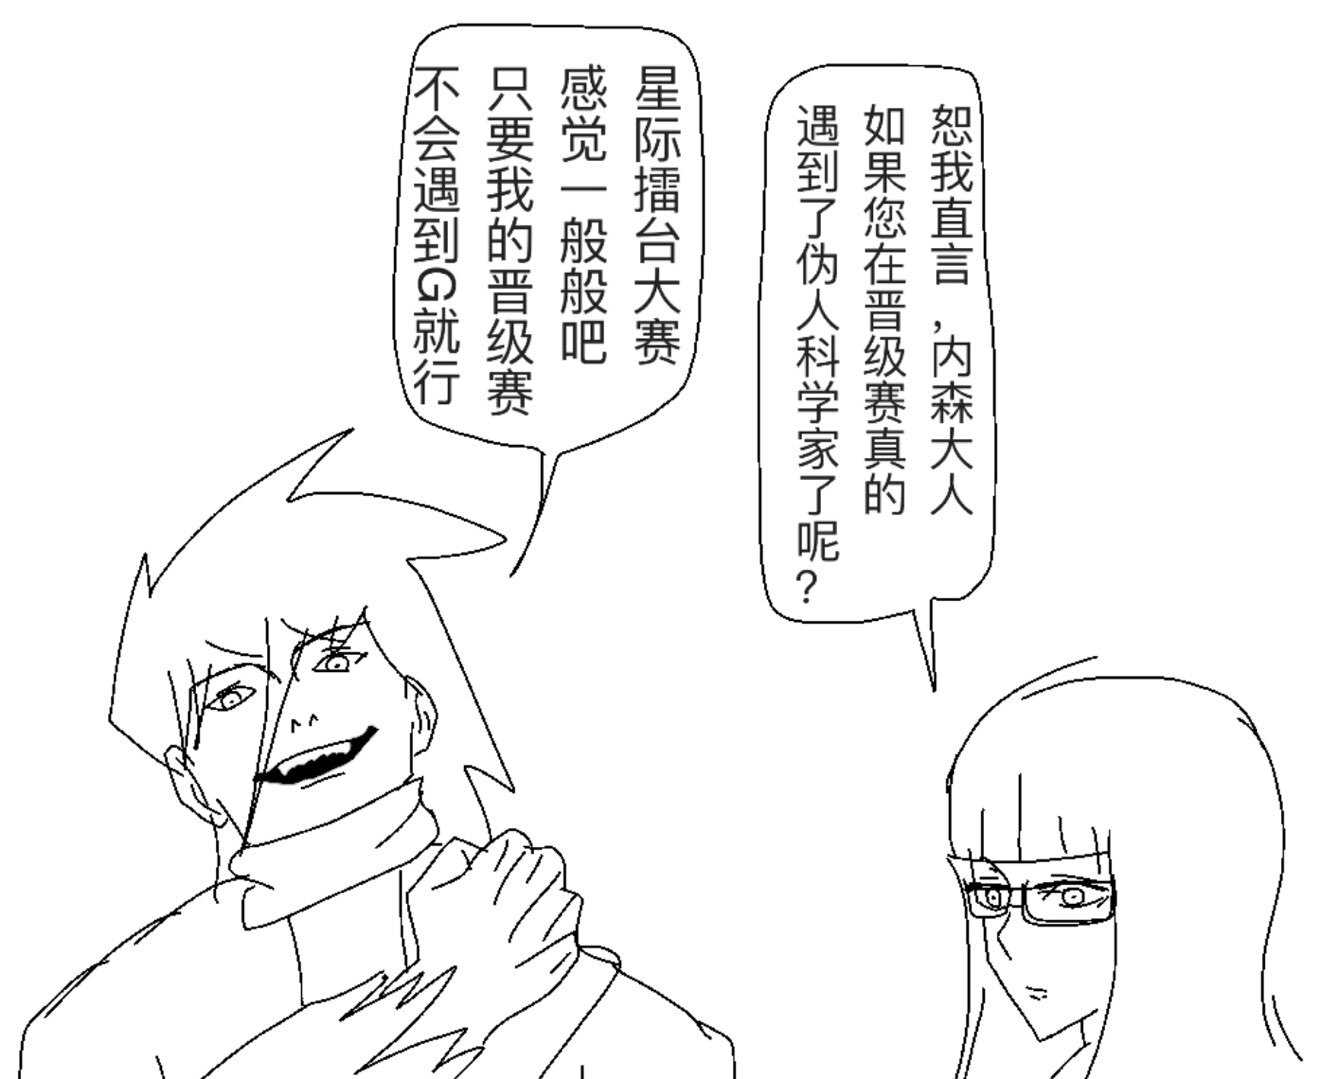 恕我直言,内森大人
如果您在晋级赛真的
遇到了伪人科学家了呢?
星际擂台大赛
感觉一般般吧
只要我的晋级赛
不会遇到G就行